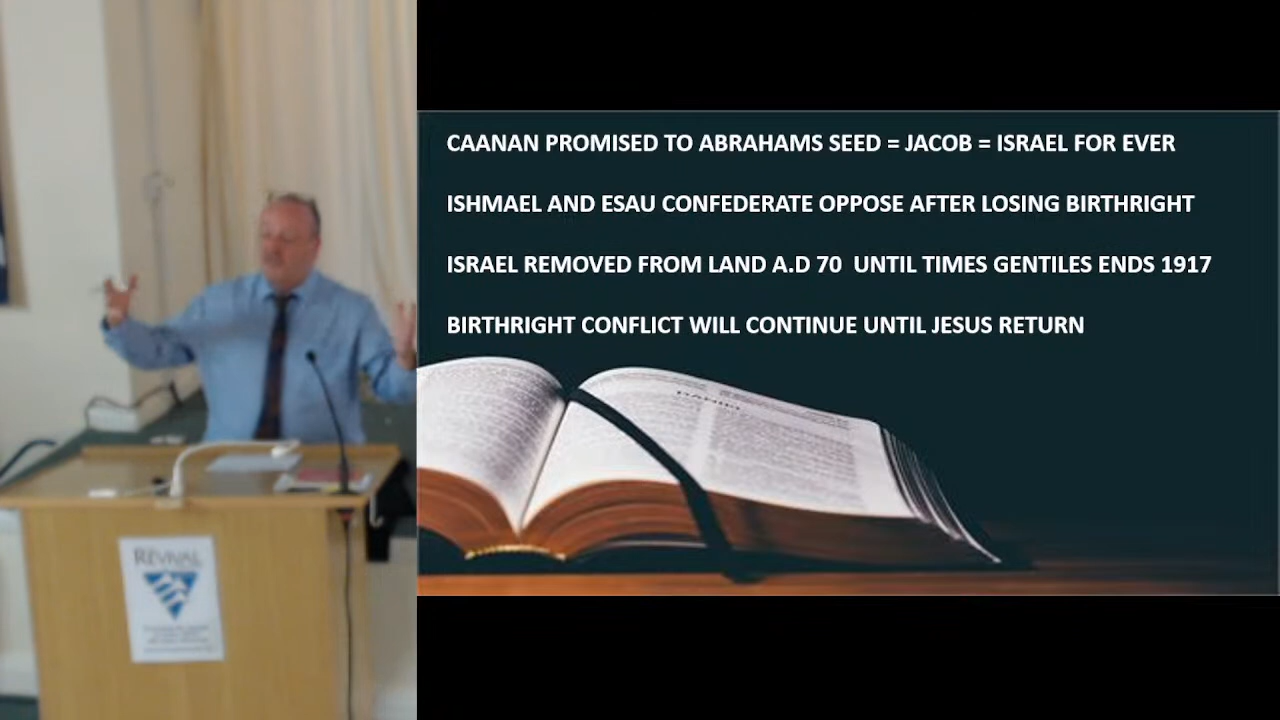 CAANAN PROMISED TO ABRAHAMS SEED = JACOB = ISRAEL FOR EVER
ISHMAEL AND ESAU CONFEDERATE OPPOSE AFTER LOSING BIRTHRIGHT
ISRAEL REMOVED FROM LAND A.D 70 UNTIL TIMES GENTILES ENDS 1917
BIRTHRIGHT CONFLICT WILL CONTINUE UNTIL JESUS RETURN
DANIEL
REVIVAL